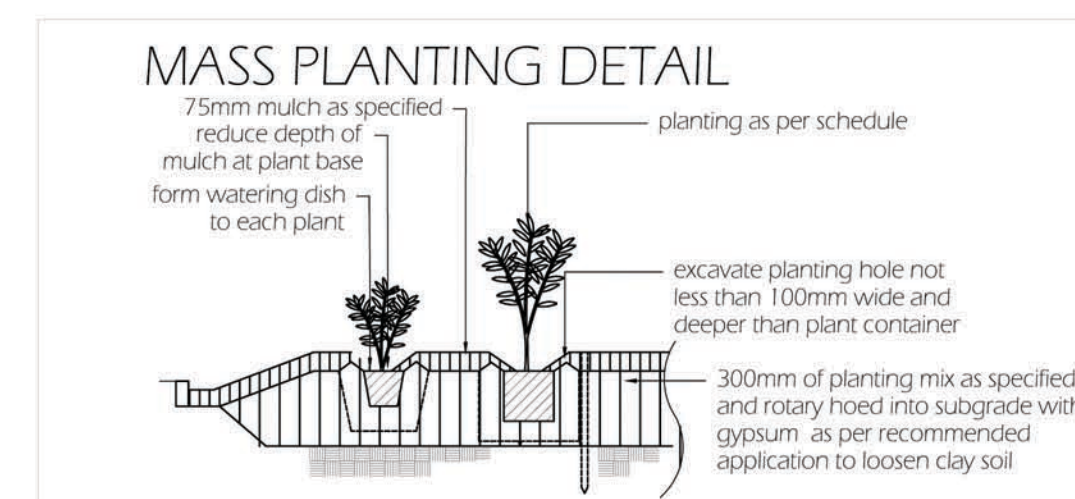 MASS PLANTING DETAIL
75mm mulch as specified
reduce depth of
mulch at plant base
form watering dish
to each plant
planting as per schedule
excavate planting hole not
less than 100mm wide and
deeper than plant container
300mm of planting mix as specified
and rotary hoed into subgrade with
gypsum as per recommended
application to loosen clay soil